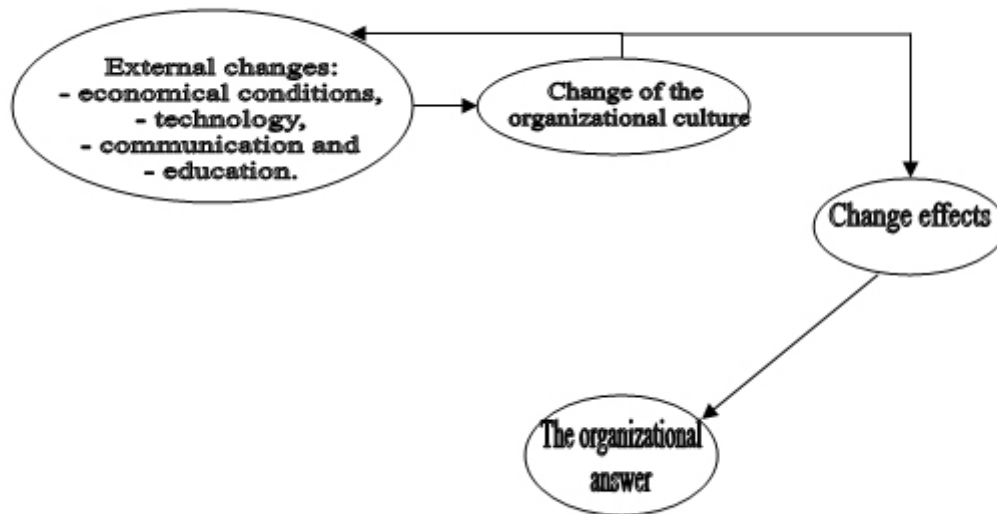 External changes:
- economical conditions,
- technology,
- communication and
- education.
Change of the
organizational culture
Change effects
The organizational
answer